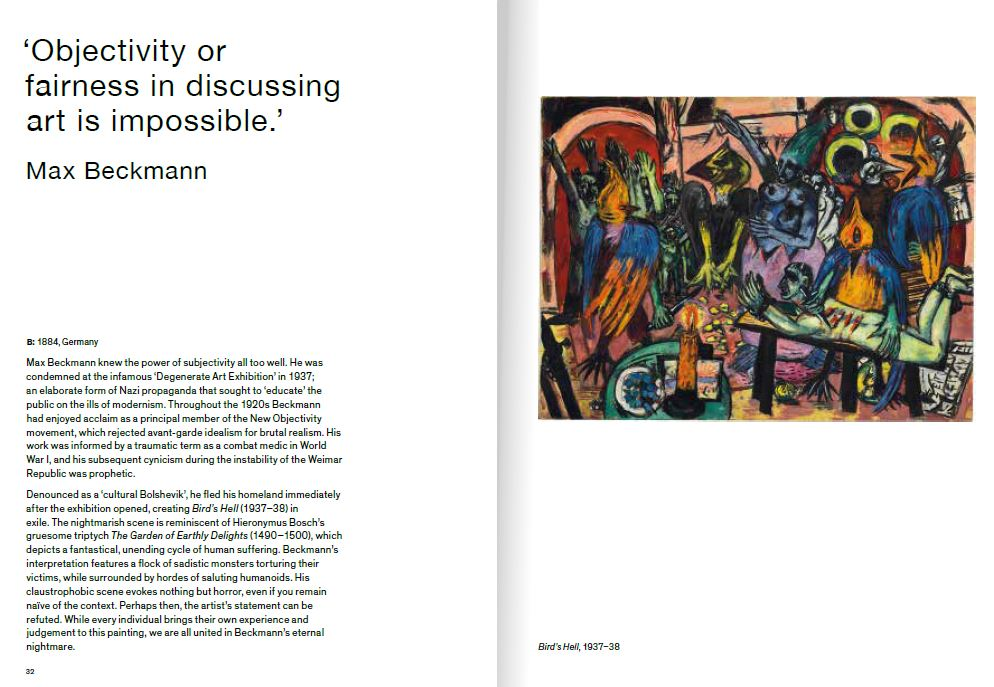 ‘Objectivity or
fairness in discussing
art is impossible.’
Max Beckmann
B: 1884, Germany
Max Beckmann knew the power of subjectivity all too well. He was
condemned at the infamous ‘Degenerate Art Exhibition’ in 1937;
an elaborate form of Nazi propaganda that sought to ‘educate’ the
public on the ills of modernism. Throughout the 1920s Beckmann
had enjoyed acclaim as a principal member of the New Objectivity
movement, which rejected avant-garde idealism for brutal realism. His
work was informed by a traumatic term as a combat medic in World
War I, and his subsequent cynicism during the instability of the Weimar
Republic was prophetic.
Denounced as a ‘cultural Bolshevik’, he fled his homeland immediately
after the exhibition opened, creating Bird’s Hell (1937–38) in
exile. The nightmarish scene is reminiscent of Hieronymus Bosch’s
gruesome triptych The Garden of Earthly Delights (1490–1500), which
depicts a fantastical, unending cycle of human suffering. Beckmann’s
interpretation features a flock of sadistic monsters torturing their
victims, while surrounded by hordes of saluting humanoids. His
claustrophobic scene evokes nothing but horror, even if you remain
naïve of the context. Perhaps then, the artist’s statement can be
refuted. While every individual brings their own experience and
judgement to this painting, we are all united in Beckmann’s eternal
nightmare.
32
Bird’s Hell, 1937–38